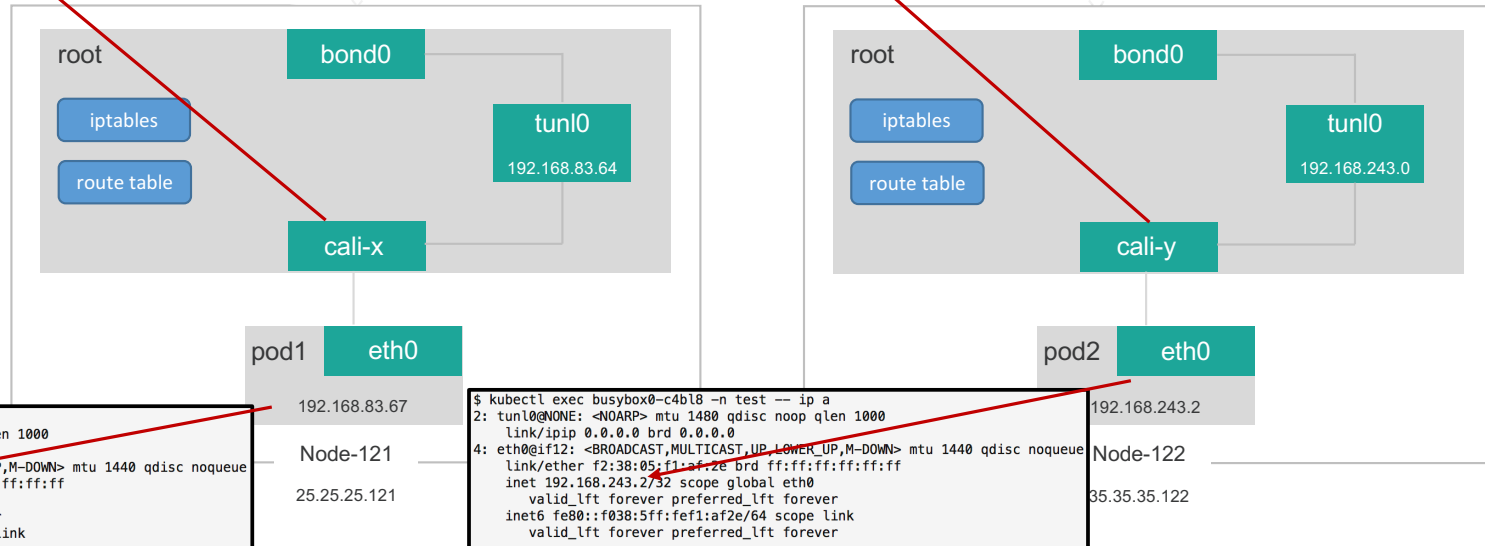 root
bond0
iptables
route table
tunl0
192.168.83.64
cali-x
pod1
eth0
192.168.83.67
Node-121
25.25.25.121
en 1000
P,M-DOWN> mtu 1440 qdisc noqueue
ff:ff:ff
ink
root
bond0
iptables
route table
tunl0
192.168.243.0
cali-y
pod2
eth0
192.168.243.2
Node-122
35.35.35.122
$ kubectl exec busybox0-c4bl8 -n test -- ip a
2: tunl0@NONE: <NOARP> mtu 1480 qdisc noop qlen 1000
link/ipip 0.0.0.0 brd 0.0.0.0
4: eth0@if12: <BROADCAST,MULTICAST,UP,LOWER_UP,M-DOWN> mtu 1440 qdisc noqueue
link/ether f2:38:05:f1:af:2e brd ff:ff:ff:ff:ff:ff
inet 192.168.243.2/32 scope global eth0
valid_lft forever preferred_lft forever
inet6 fe80::f038:5ff:fef1:af2e/64 scope link
valid_lft forever preferred_lft forever